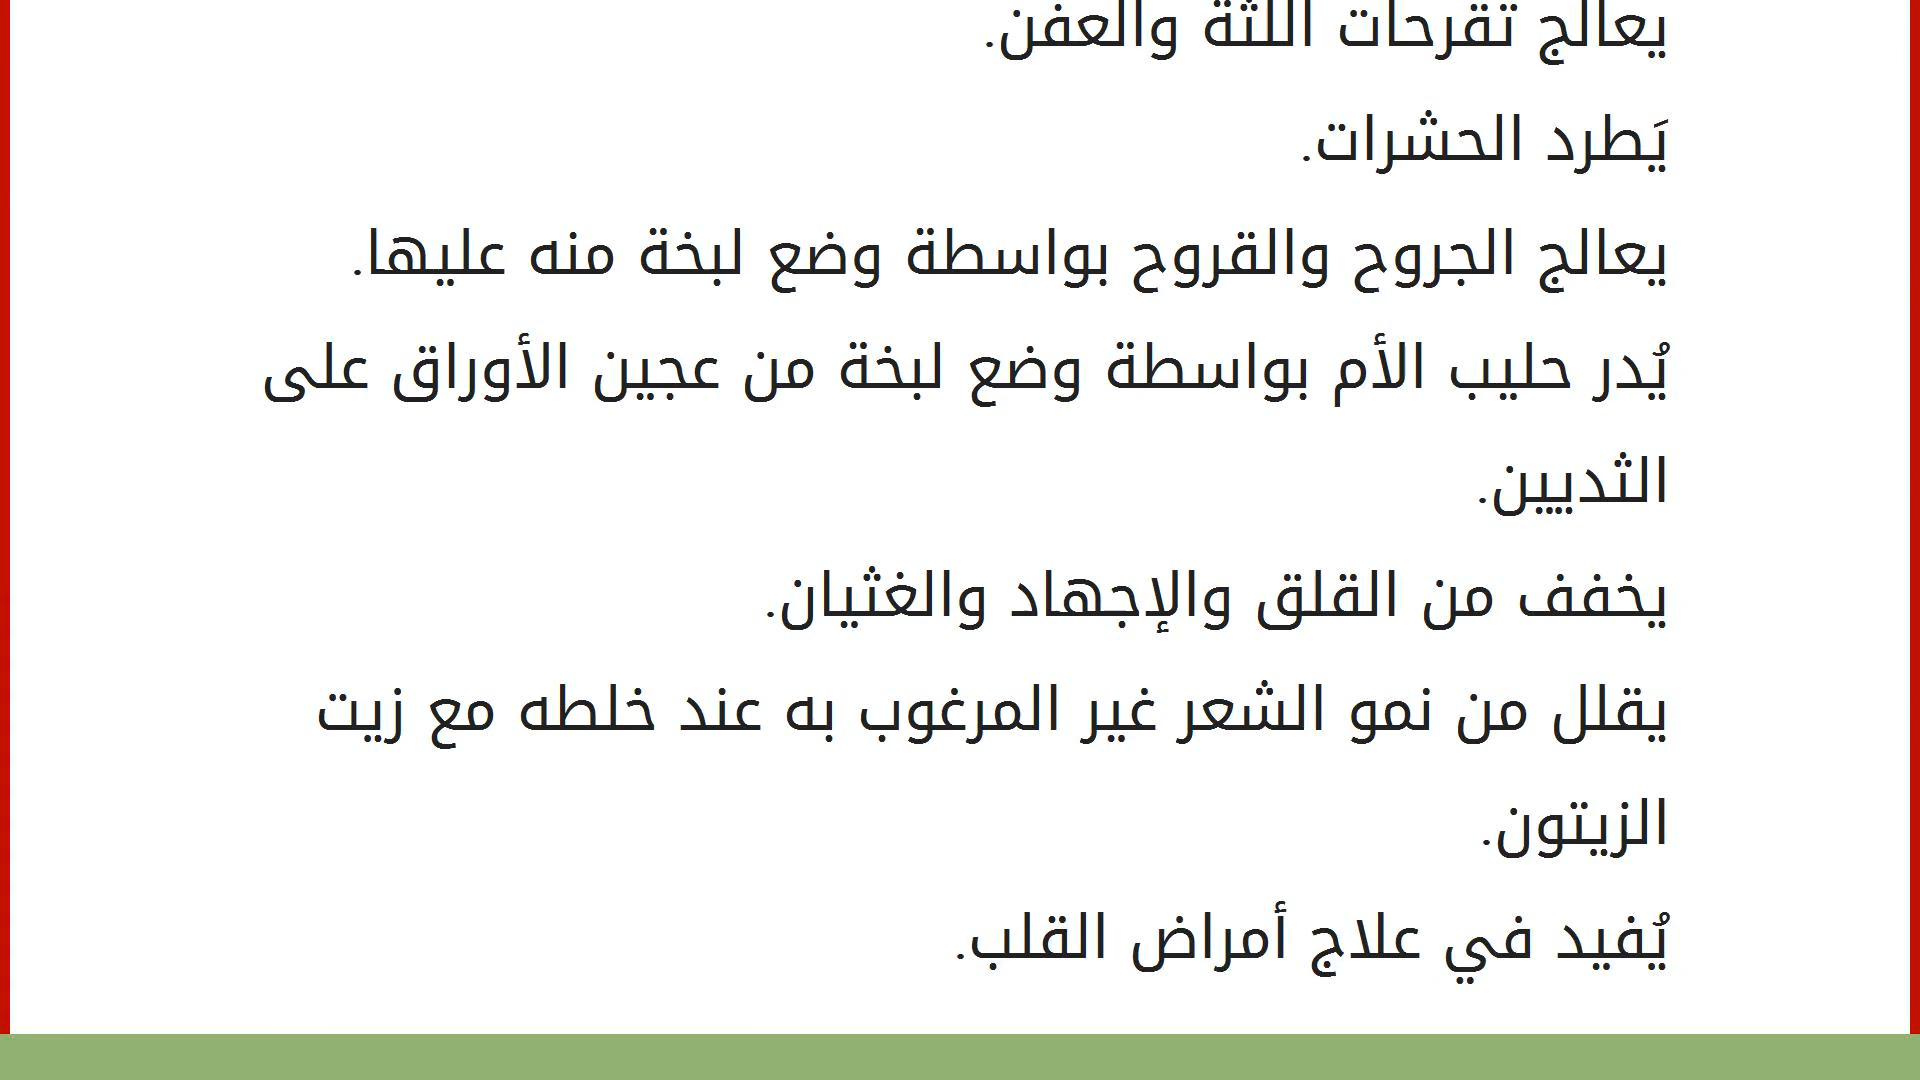 يعالج تقرحات اللثة والعفن.
يَطرد الحشرات.
يعالج الجروح والقروح بواسطة وضع لبخة منه عليها.
يُدر حليب الأم بواسطة وضع لبخة من عجين الأوراق على
الثديين.
يخفف من القلق والإجهاد والغثيان.
يقلل من نمو الشعر غير المرغوب به عند خلطه مع زيت
الزيتون.
يُفيد في علاج أمراض القلب.